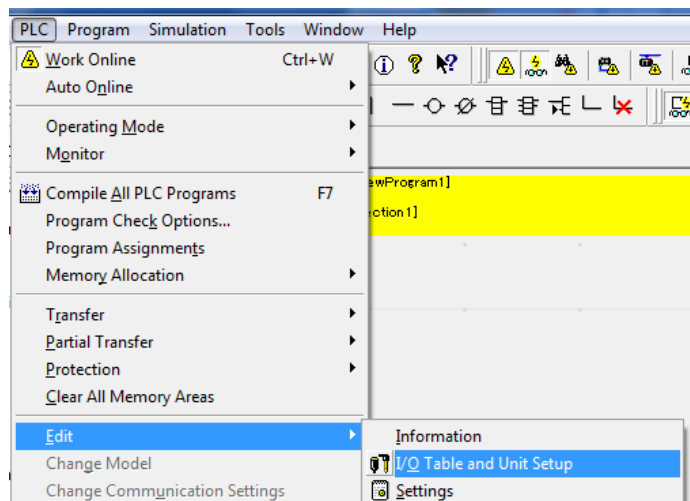 PLC Program Simulation Tools Window Help
Work Online Ctrl+W
Auto Online
Operating Mode
Monitor
Compile All PLC Programs F7
Program Check Options...
Program Assignments
Memory Allocation
Transfer
Partial Transfer
Protection
Clear All Memory Areas
Edit
Change Model
Change Communication Settings
ewProgram1]
ection1]
Information
I/O Table and Unit Setup
Settings